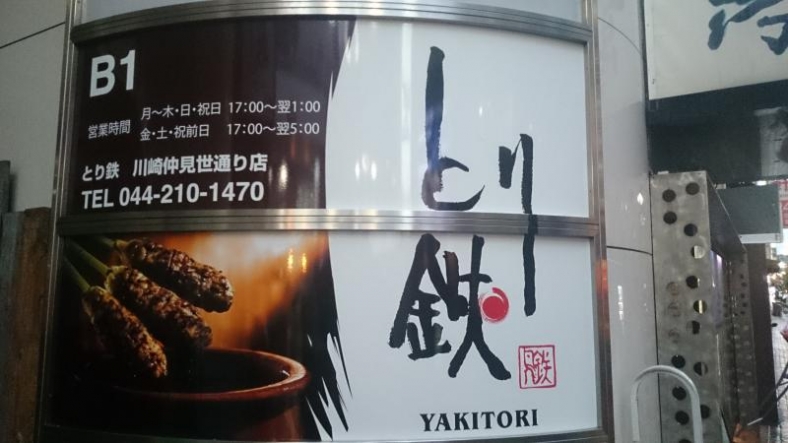 B1
営業時間
月〜木・日・祝日 17:00〜翌1:00
金・土・祝前日 17:00〜翌5:00
とり鉄 川崎仲見世通り店
TEL 044-210-1470
とり
鉄
YAKITORI